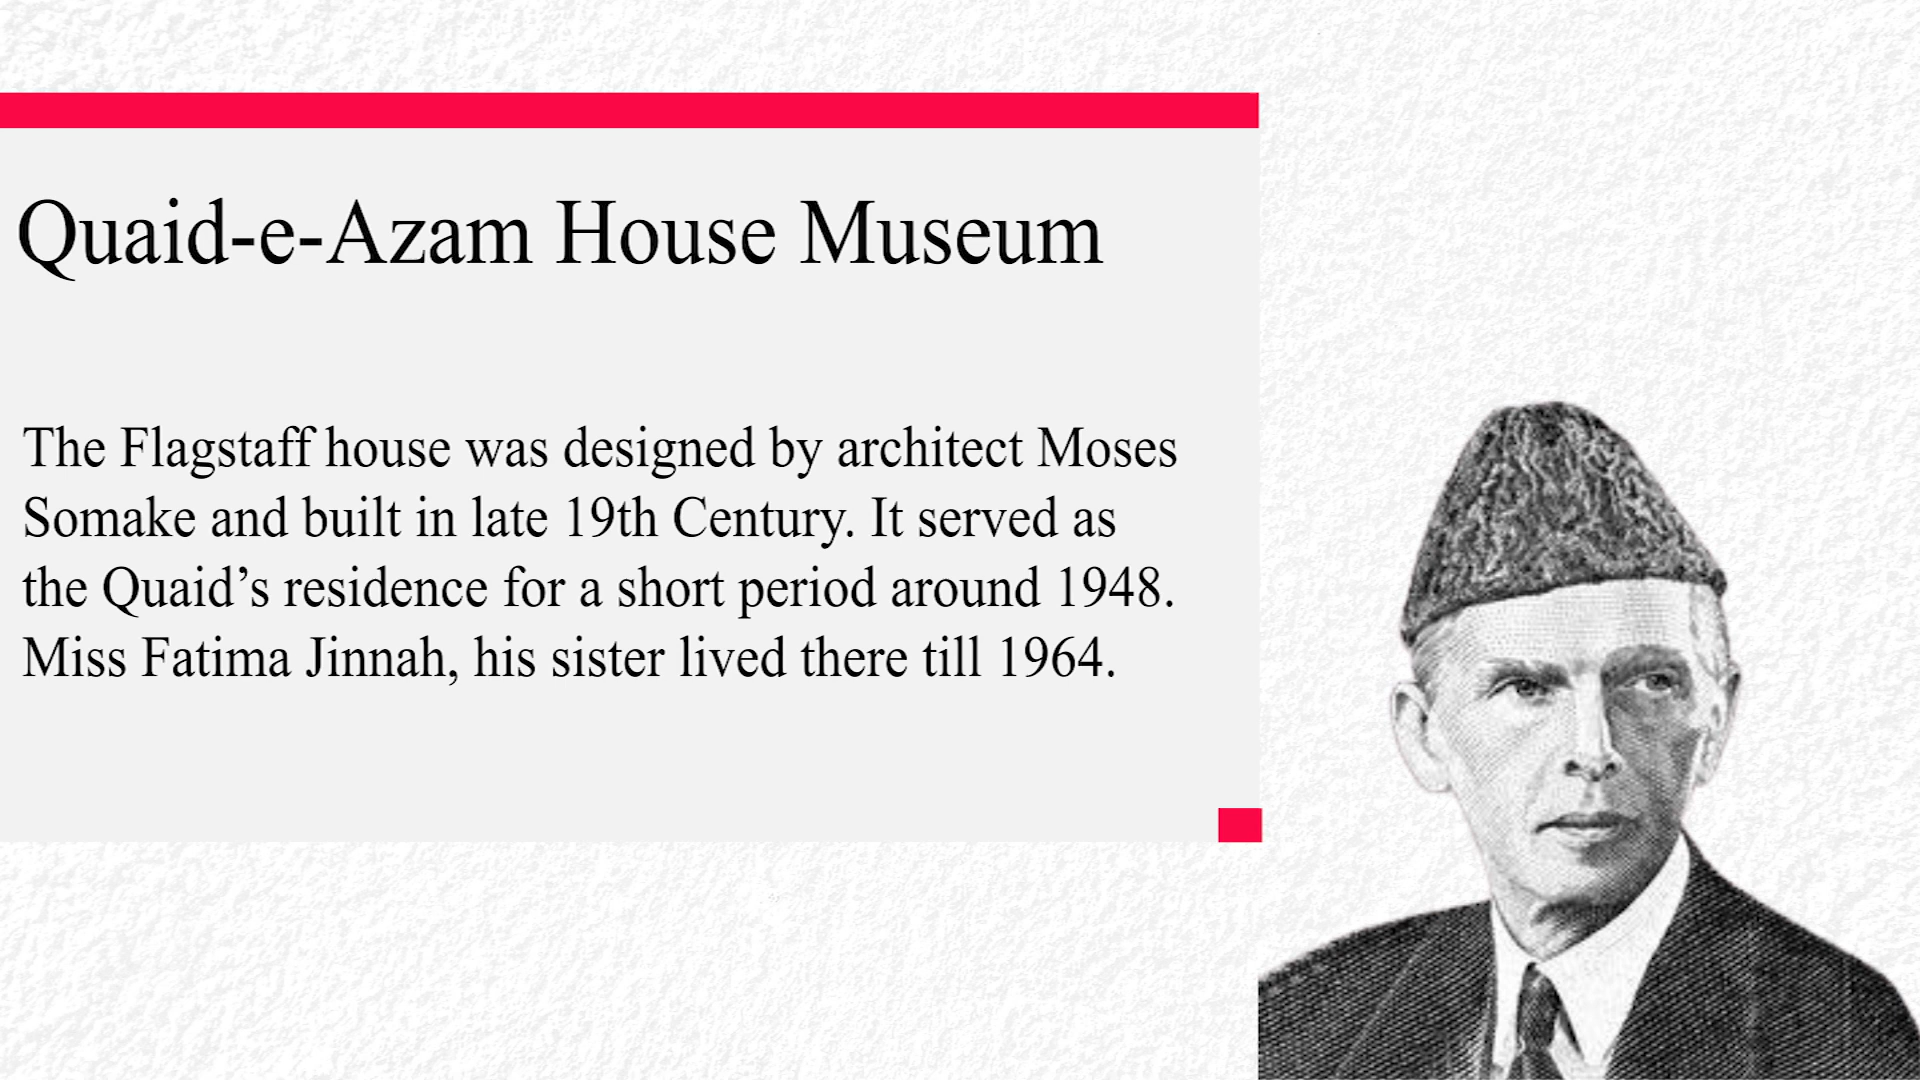 Quaid-e-Azam House Museum
The Flagstaff house was designed by architect Moses
Somake and built in late 19th Century. It served as
the Quaid’s residence for a short period around 1948.
Miss Fatima Jinnah, his sister lived there till 1964.